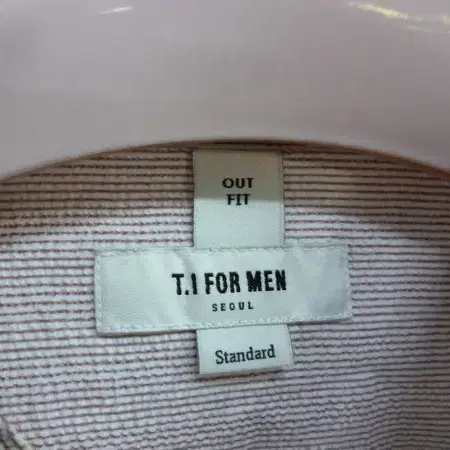 OUT
FIT
T.I FOR MEN
SEOUL
Standard